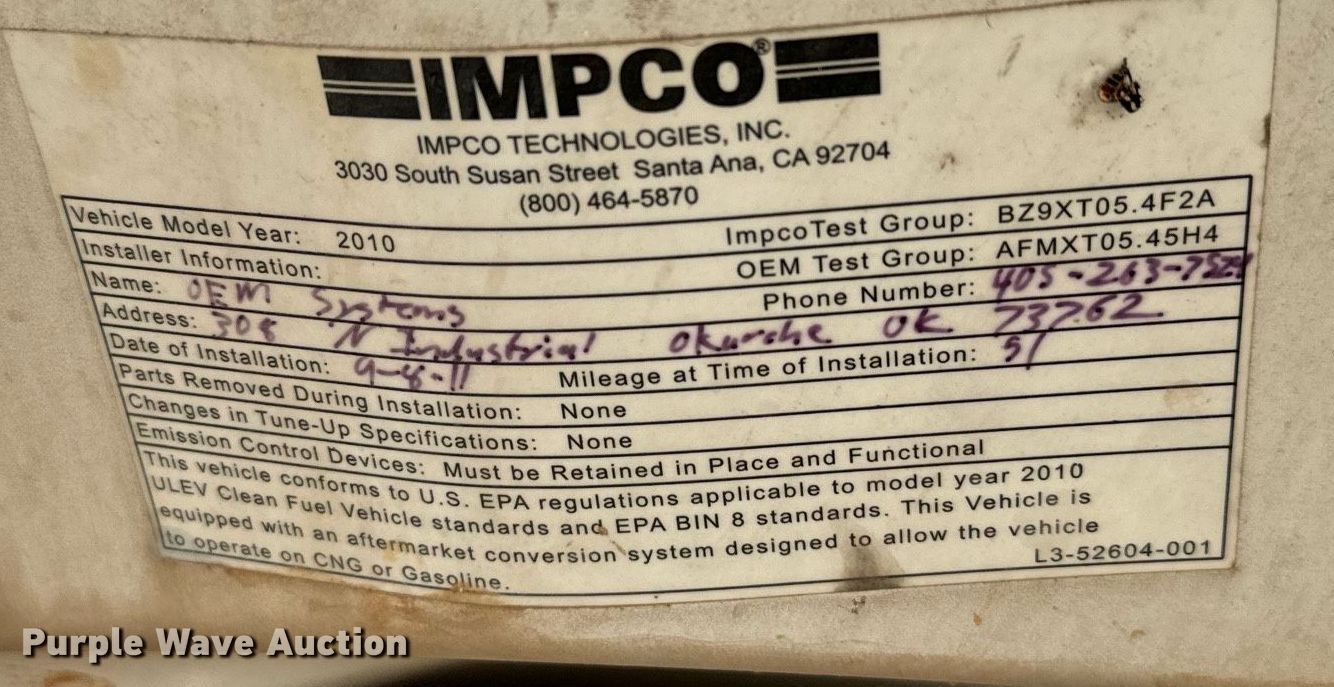 IMPCO®
IMPCO TECHNOLOGIES, INC.
3030 South Susan Street Santa Ana, CA 92704
(800) 464-5870
Vehicle Model Year: 2010 ImpcoTest Group: BZ9XT05.4F2A
Installer Information: OEM Test Group: AFMXT05.45H4
Name: OEM Systems Phone Number: 405-263-7529
Address: 308 N Industrial Okarche OK 73762
Date of Installation: 9-8-11 Mileage at Time of Installation: 51
Parts Removed During Installation: None
Changes in Tune-Up Specifications: None
Emission Control Devices: Must be Retained in Place and Functional
This vehicle conforms to U.S. EPA regulations applicable to model year 2010
ULEV Clean Fuel Vehicle standards and EPA BIN 8 standards. This Vehicle is
equipped with an aftermarket conversion system designed to allow the vehicle
to operate on CNG or Gasoline. L3-52604-001
Purple Wave Auction